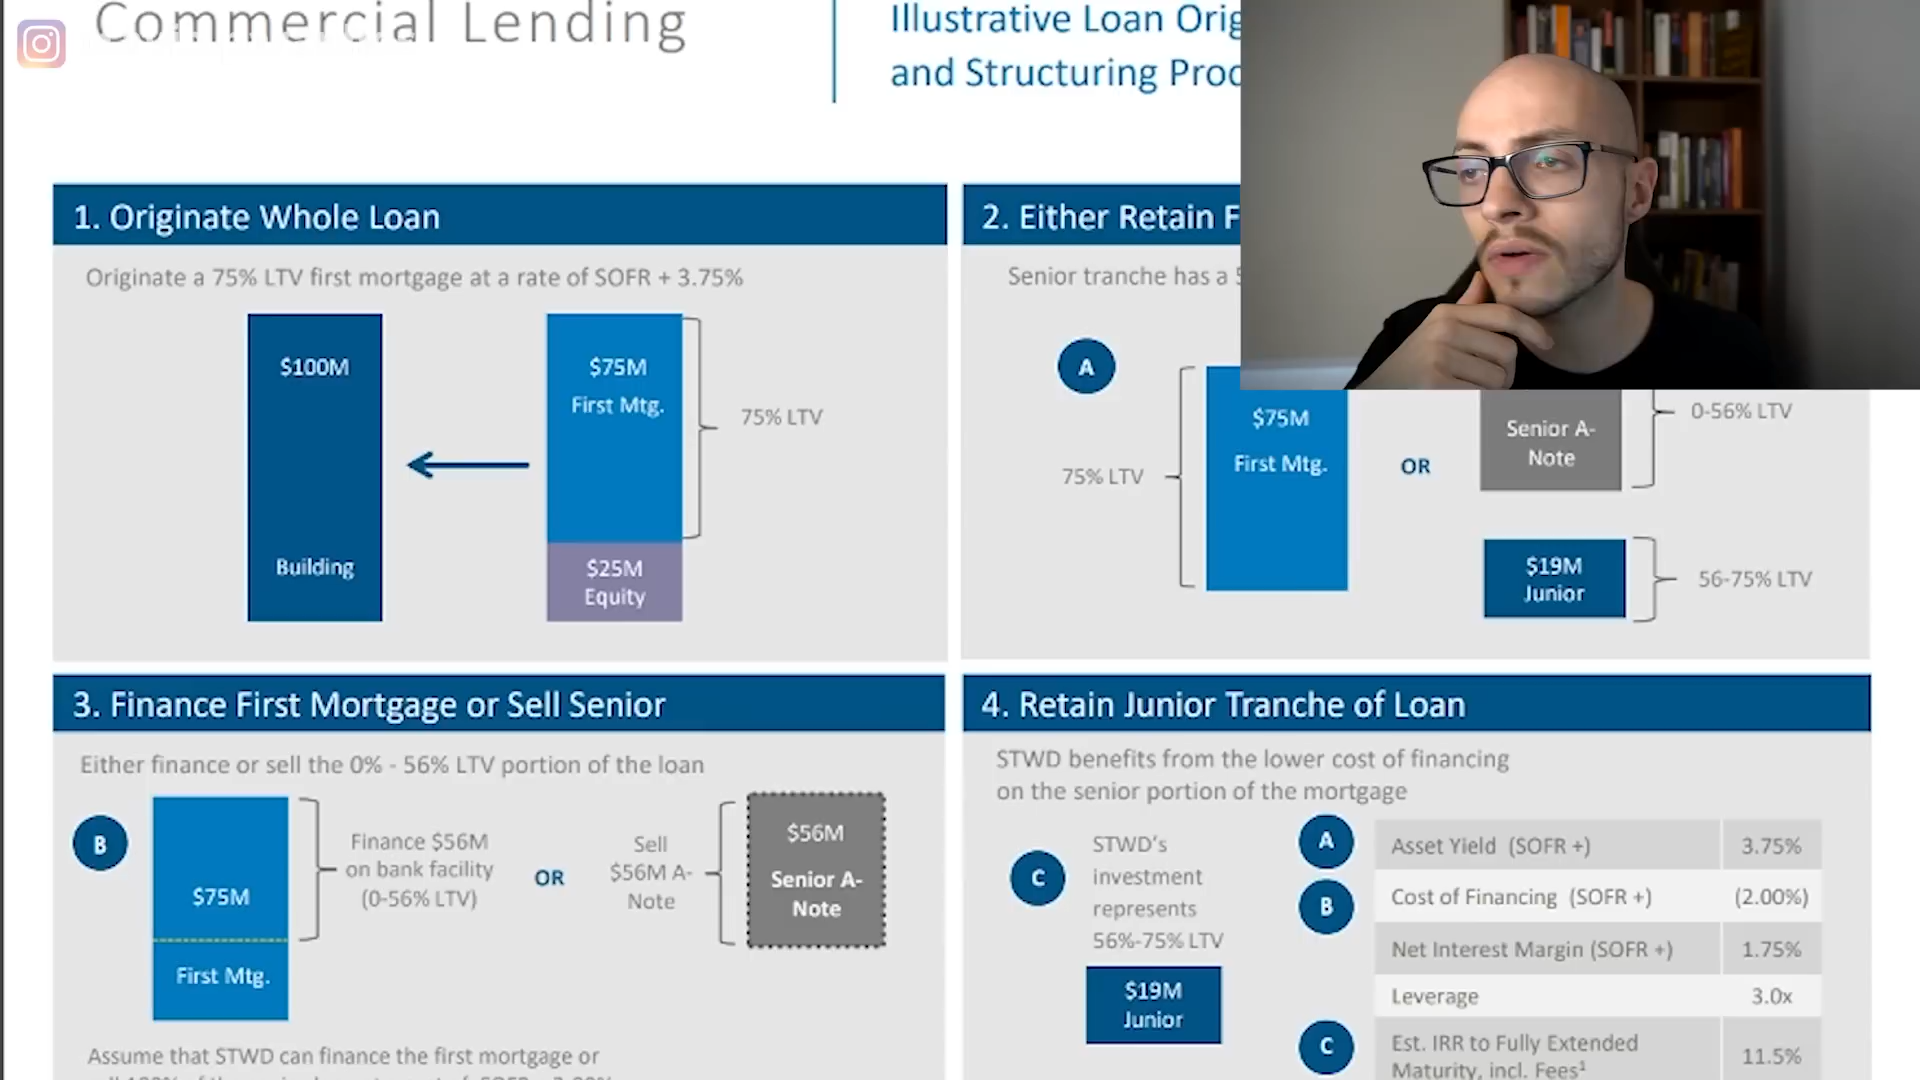 Commercial Lending
Illustrative Loan Orig
and Structuring Proc
1. Originate Whole Loan
Originate a 75% LTV first mortgage at a rate of SOFR + 3.75%
$100M
Building
$75M
First Mtg.
$25M
Equity
75% LTV
2. Either Retain F
Senior tranche has a
A
75% LTV
$75M
First Mtg.
OR
Senior A-
Note
0-56% LTV
$19M
Junior
56-75% LTV
3. Finance First Mortgage or Sell Senior
Either finance or sell the 0% - 56% LTV portion of the loan
B
$75M
First Mtg.
Finance $56M
on bank facility
(0-56% LTV)
OR
Sell
$56M A-
Note
$56M
Senior A-
Note
Assume that STWD can finance the first mortgage or
4. Retain Junior Tranche of Loan
STWD benefits from the lower cost of financing
on the senior portion of the mortgage
C
STWD's
investment
represents
56%-75% LTV
$19M
Junior
A
Asset Yield (SOFR +) 3.75%
B
Cost of Financing (SOFR +) (2.00%)
Net Interest Margin (SOFR +) 1.75%
Leverage 3.0x
C
Est. IRR to Fully Extended
Maturity, incl. Fees¹ 11.5%